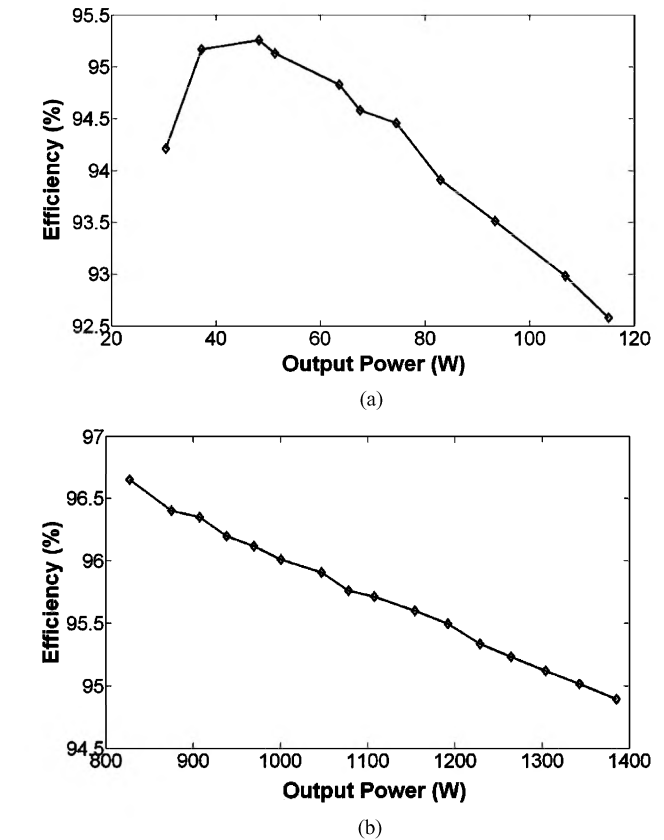 95.5
95
94.5
94
93.5
93
92.5
Efficiency (%)
20 40 60 80 100 120
Output Power (W)
(a)
97
96.5
96
95.5
95
94.5
Efficiency (%)
800 900 1000 1100 1200 1300 1400
Output Power (W)
(b)